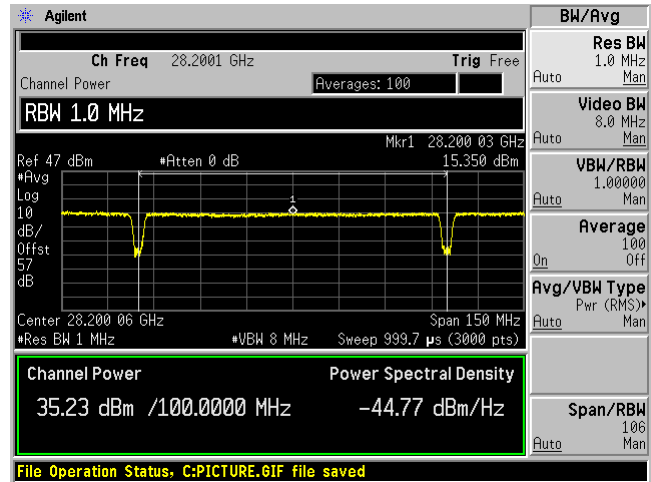 Agilent
BW/Avg
Ch Freq 28.2001 GHz Trig Free
Channel Power Averages: 100
RBW 1.0 MHz
Mkr1 28.200 03 GHz
Ref 47 dBm #Atten 0 dB 15.350 dBm
#Avg
Log
10
dB/
Offst
57
dB
1
Center 28.200 06 GHz Span 150 MHz
#Res BW 1 MHz #VBW 8 MHz Sweep 999.7 µs (3000 pts)
Channel Power Power Spectral Density
35.23 dBm /100.0000 MHz -44.77 dBm/Hz
File Operation Status, C:PICTURE.GIF file saved
Res BW
1.0 MHz
Auto Man
Video BW
8.0 MHz
Auto Man
VBW/RBW
1.00000
Auto Man
Average
100
On Off
Avg/VBW Type
Pwr (RMS)▸
Auto Man
Span/RBW
106
Auto Man